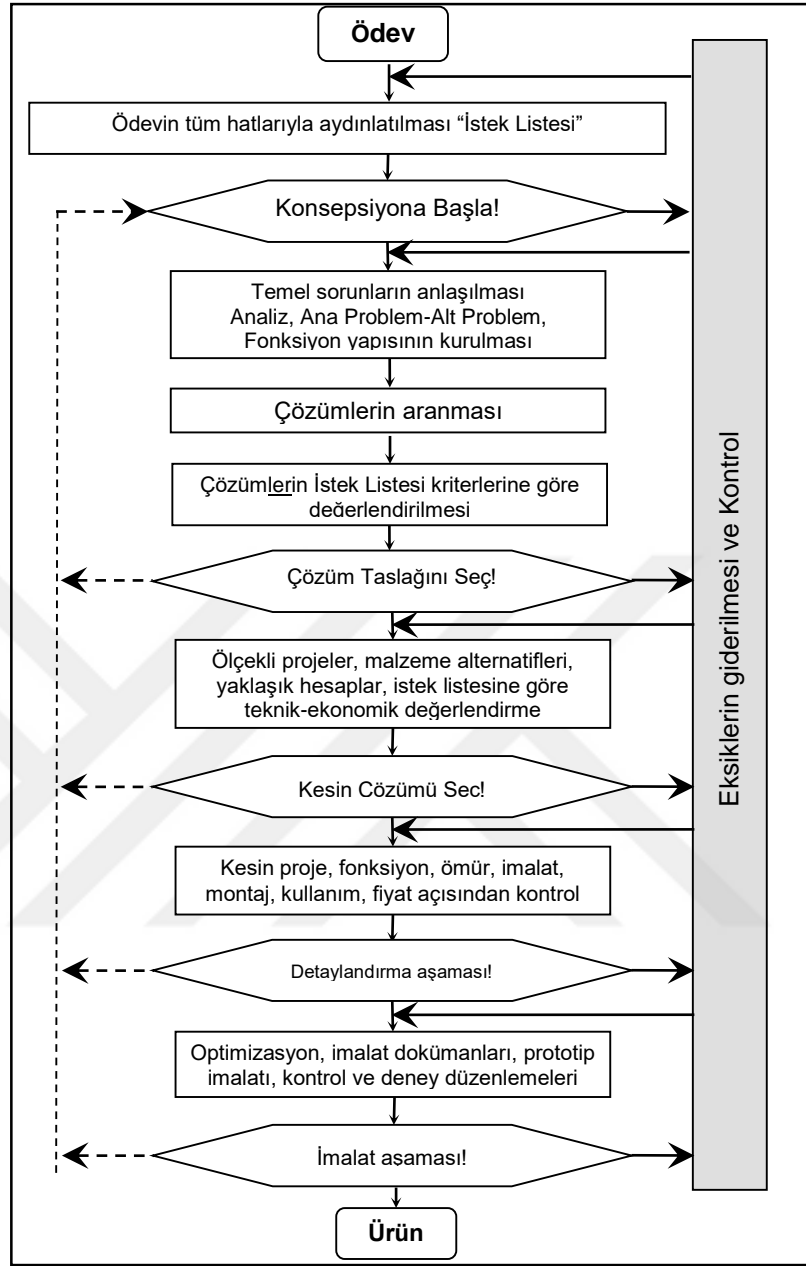 Ödev
Ödevin tüm hatlarıyla aydınlatılması “İstek Listesi”
Konsepsiyona Başla!
Temel sorunların anlaşılması
Analiz, Ana Problem-Alt Problem,
Fonksiyon yapısının kurulması
Çözümlerin aranması
Çözümlerin İstek Listesi kriterlerine göre
değerlendirilmesi
Çözüm Taslağını Seç!
Ölçekli projeler, malzeme alternatifleri,
yaklaşık hesaplar, istek listesine göre
teknik-ekonomik değerlendirme
Kesin Cözümü Sec!
Kesin proje, fonksiyon, ömür, imalat,
montaj, kullanım, fiyat açısından kontrol
Detaylandırma aşaması!
Optimizasyon, imalat dokümanları, prototip
imalatı, kontrol ve deney düzenlemeleri
İmalat asaması!
Ürün
Eksiklerin giderilmesi ve Kontrol